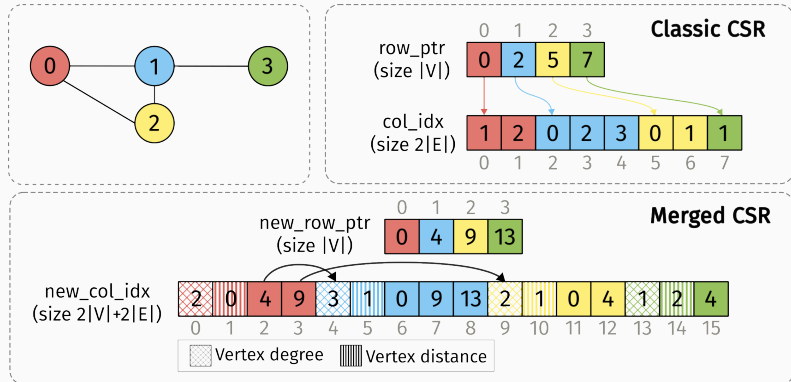 0 1 3
2
Classic CSR
0 1 2 3
row_ptr
(size |V|)
0 2 5 7
col_idx
(size 2|E|)
1 2 0 2 3 0 1 1
0 1 2 3 4 5 6 7
Merged CSR
0 1 2 3
new_row_ptr
(size |V|)
0 4 9 13
new_col_idx
(size 2|V|+2|E|)
2 0 4 9 3 1 0 9 13 2 1 0 4 1 2 4
0 1 2 3 4 5 6 7 8 9 10 11 12 13 14 15
Vertex degree Vertex distance